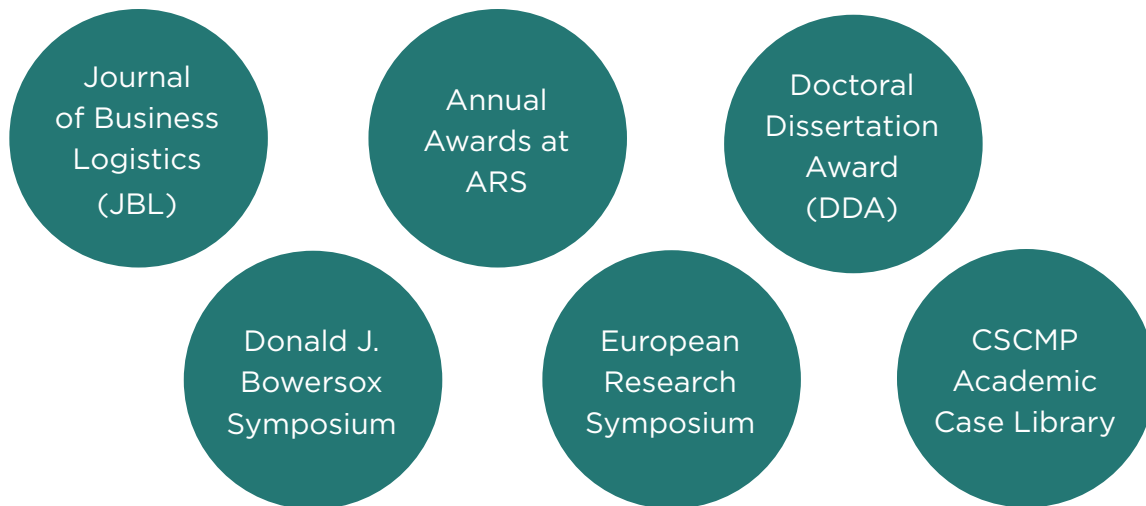 Journal
of Business
Logistics
(JBL)
Annual
Awards at
ARS
Doctoral
Dissertation
Award
(DDA)
Donald J.
Bowersox
Symposium
European
Research
Symposium
CSCMP
Academic
Case Library